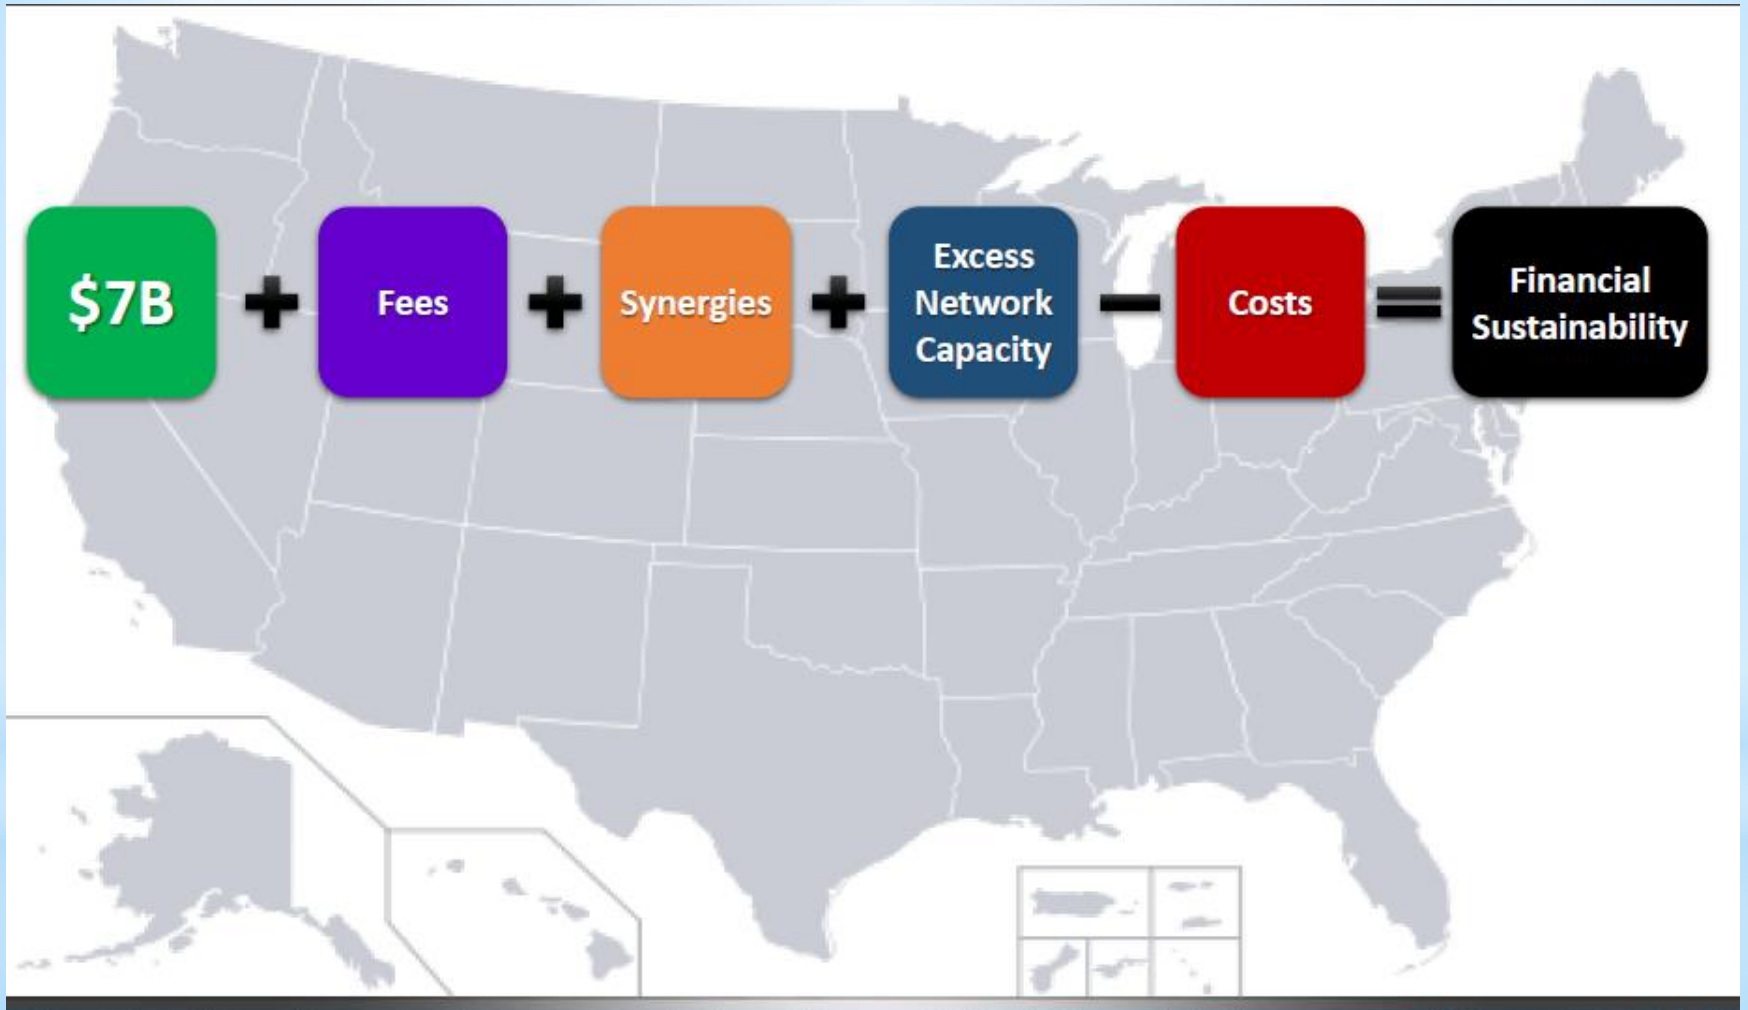 $7B
+
Fees
+
Synergies
+
Excess
Network
Capacity
−
Costs
=
Financial
Sustainability